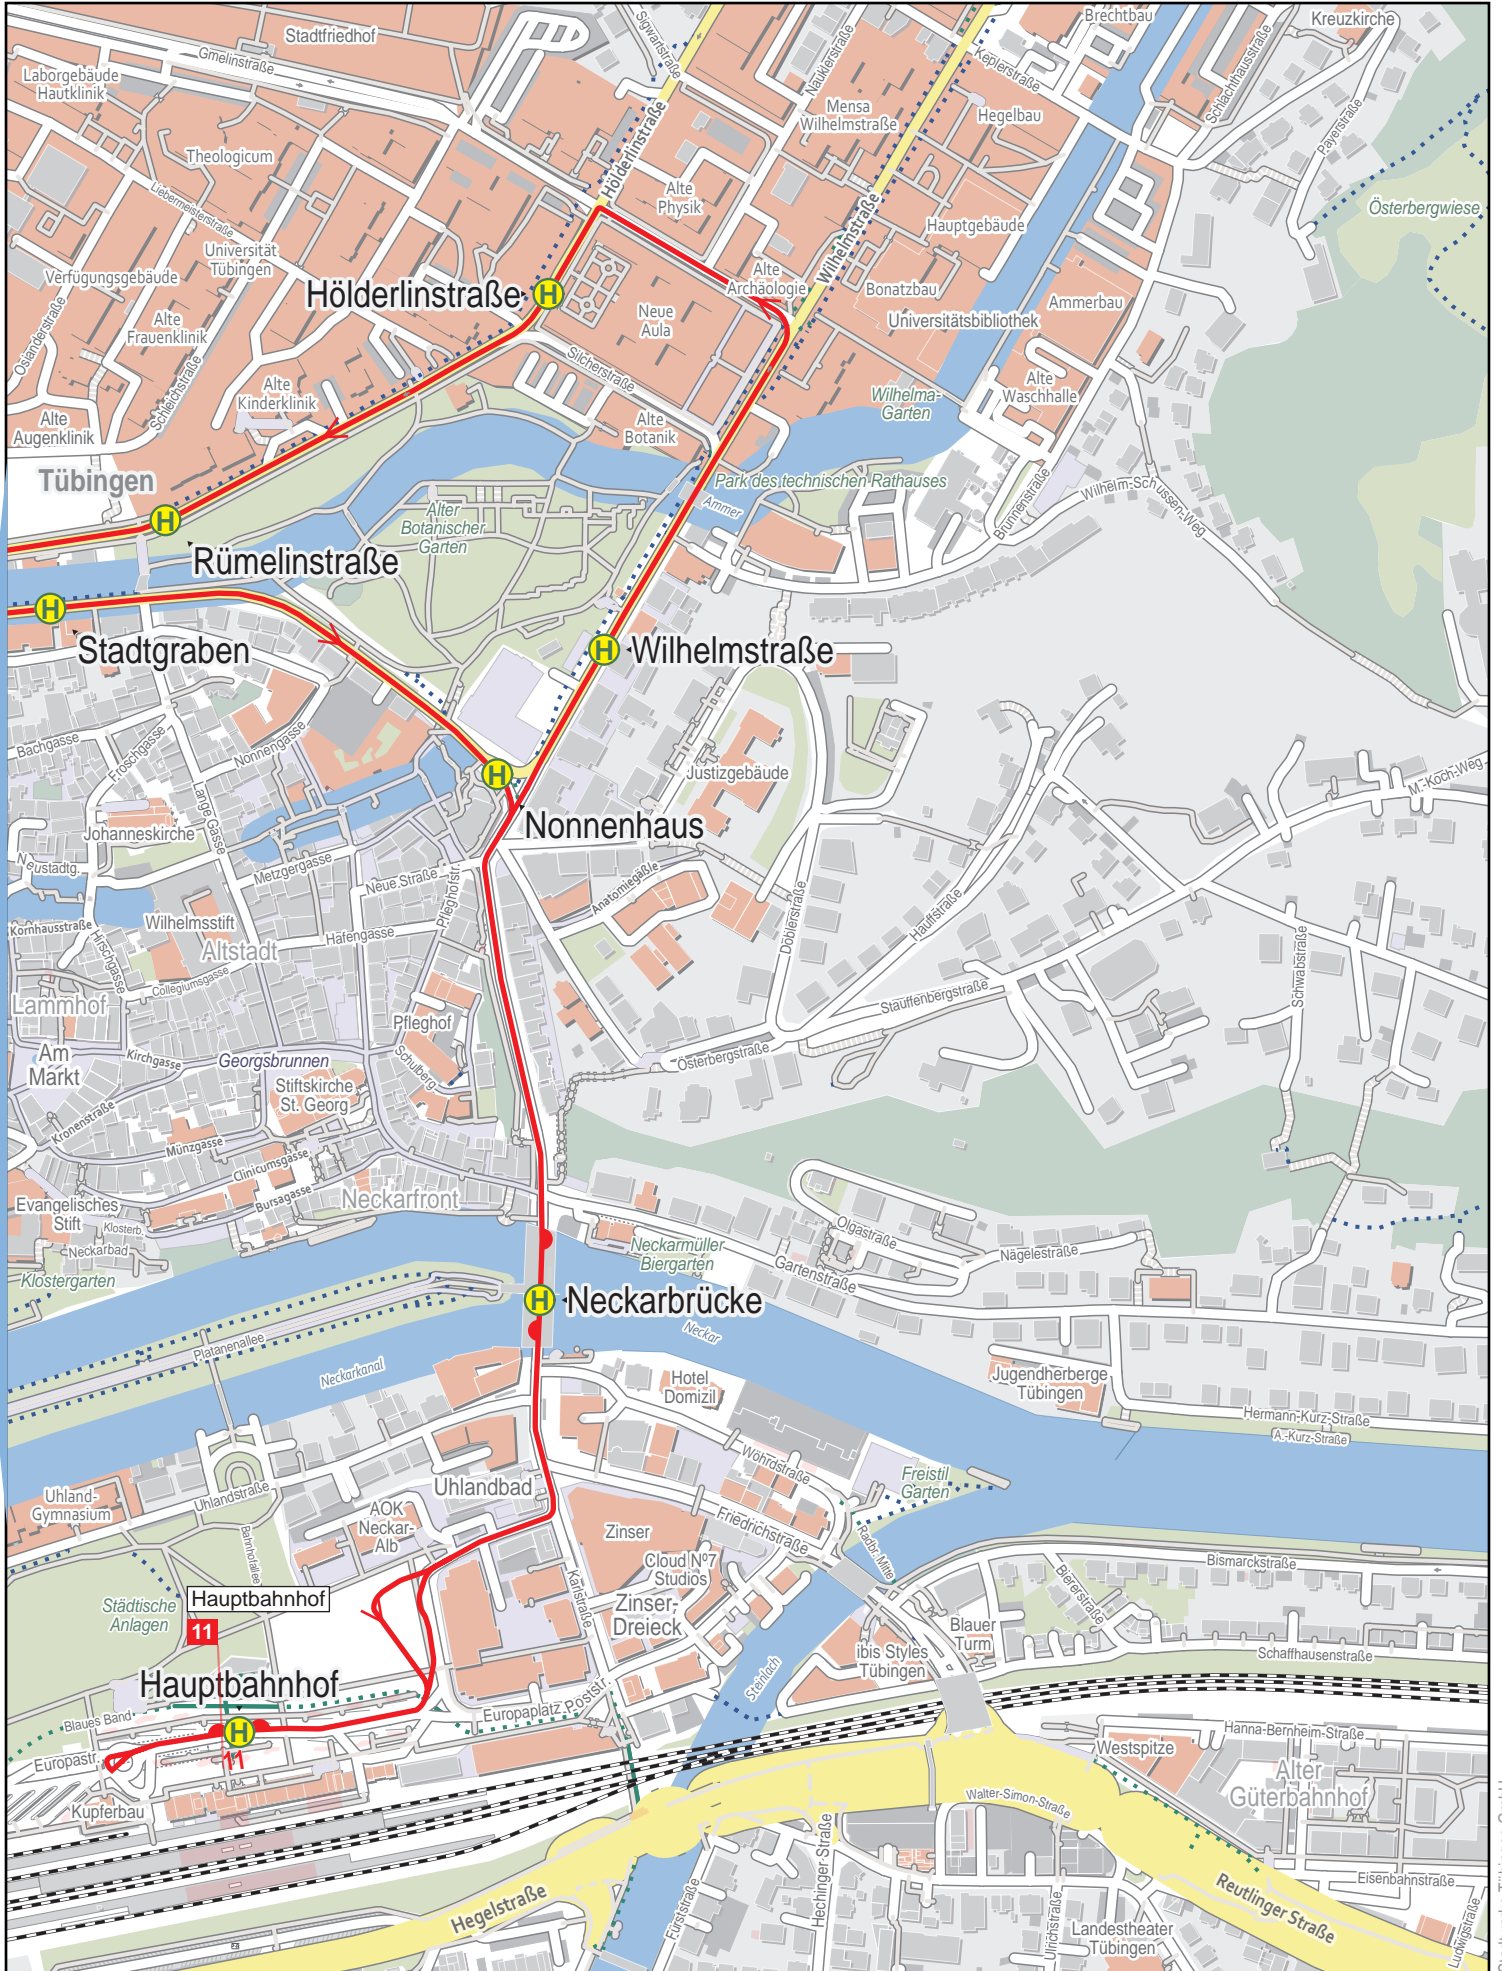 Stadtfriedhof
Sigwartstraße
Brechtbau
Kreuzkirche
Gmelinstraße
Laborgebäude
Hautklinik
Nauklerstraße
Keplerstraße
Schlachthausstraße
Mensa
Wilhelmstraße
Hegelbau
Payerstraße
Theologicum
Hölderlinstraße
Liebermeisterstraße
Alte
Physik
Wilhelmstraße
Hauptgebäude
Österbergwiese
Universität
Tübingen
Verfügungsgebäude
Alte
Archäologie
Bonatzbau
Ammerbau
Hölderlinstraße
H
Neue
Aula
Universitätsbibliothek
Osianderstraße
Alte
Frauenklinik
Schleichstraße
Silcherstraße
Alte
Kinderklinik
Alte
Waschhalle
Wilhelma-
Garten
Alte
Augenklinik
Alte
Botanik
Tübingen
Park des technischen Rathauses
Wilhelm-Schussen-Weg
Brunnenstraße
Ammer
Alter
Botanischer
Garten
H
Rümelinstraße
H
Stadtgraben
H
Wilhelmstraße
Bachgasse
Froschgasse
Nonnengasse
Lange Gasse
H
Justizgebäude
M.-Koch-Weg
Nonnenhaus
Johanneskirche
Neustadtg.
Metzgergasse
Neue Straße
Pfleghofstr.
Anatomiegäßle
Döblerstraße
Hauffstraße
Kornhausstraße
Hirschgasse
Wilhelmsstift
Altstadt
Hafengasse
Collegiumsgasse
Stauffenbergstraße
Schwabstraße
Lammhof
Pfleghof
Am
Markt
Kirchgasse
Georgsbrunnen
Schulberg
Österbergstraße
Stiftskirche
St. Georg
Kronenstraße
Münzgasse
Clinicumsgasse
Bursagasse
Neckarfront
Evangelisches
Stift
Klosterb.
Neckarbad
Klostergarten
Olgastraße
Neckarmüller
Biergarten
Nägelestraße
Gartenstraße
H
Neckarbrücke
Neckar
Platanenallee
Neckarkanal
Hotel
Domizil
Jugendherberge
Tübingen
Hermann-Kurz-Straße
A.-Kurz-Straße
Wöhrdstraße
Uhlandbad
Freistil
Garten
Uhland-
Gymnasium
Uhlandstraße
AOK
Neckar-
Alb
Zinser
Friedrichstraße
Bahnhofallee
Radbr. Mitte
Cloud Nº7
Studios
Bismarckstraße
Karlstraße
Biererstraße
Städtische
Anlagen
Hauptbahnhof
Zinser-
Dreieck
11
Blauer
Turm
ibis Styles
Tübingen
Schaffhausenstraße
Steinlach
Hauptbahnhof
Blaues Band
Europaplatz
Poststr.
H
Hanna-Bernheim-Straße
Europastr.
11
Westspitze
Alter
Güterbahnhof
Kupferbau
Walter-Simon-Straße
Hechinger-Straße
Eisenbahnstraße
Reutlinger Straße
Hegelstraße
Fürststraße
Ulrichstraße
Landestheater
Tübingen
Ludwigstraße